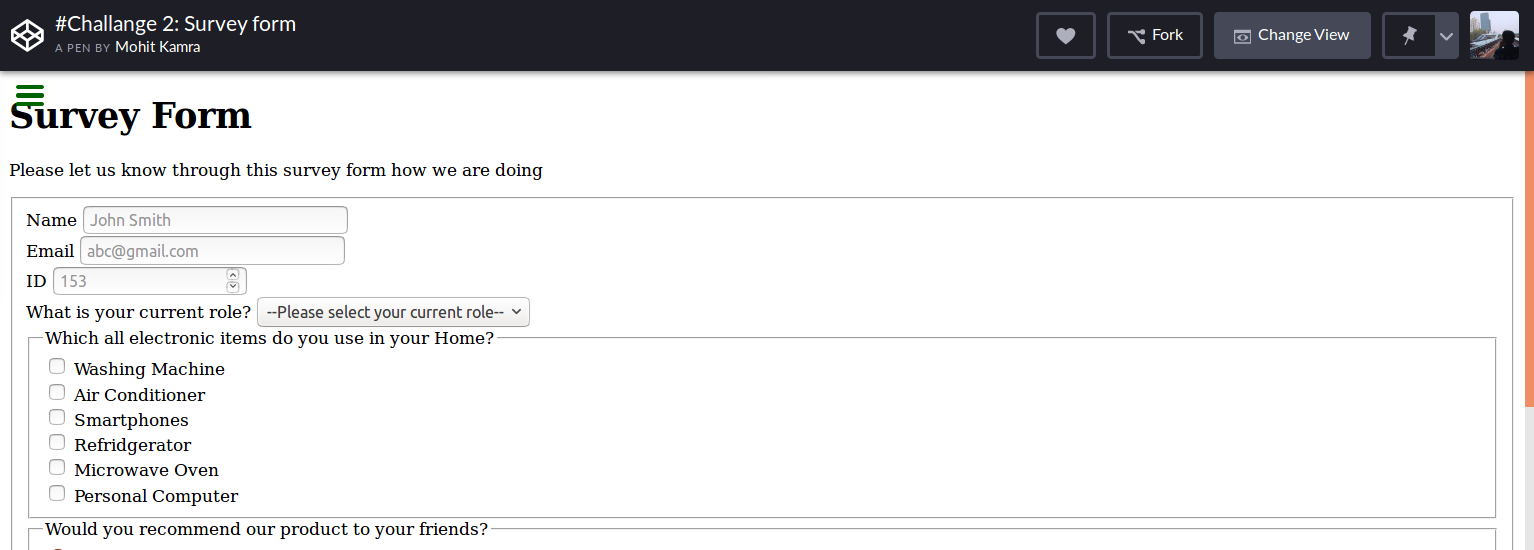 #Challange 2: Survey form
A PEN BY Mohit Kamra
Fork
Change View
Survey Form
Please let us know through this survey form how we are doing
Name John Smith
Email abc@gmail.com
ID 153
What is your current role? --Please select your current role--
Which all electronic items do you use in your Home?
Washing Machine
Air Conditioner
Smartphones
Refridgerator
Microwave Oven
Personal Computer
Would you recommend our product to your friends?